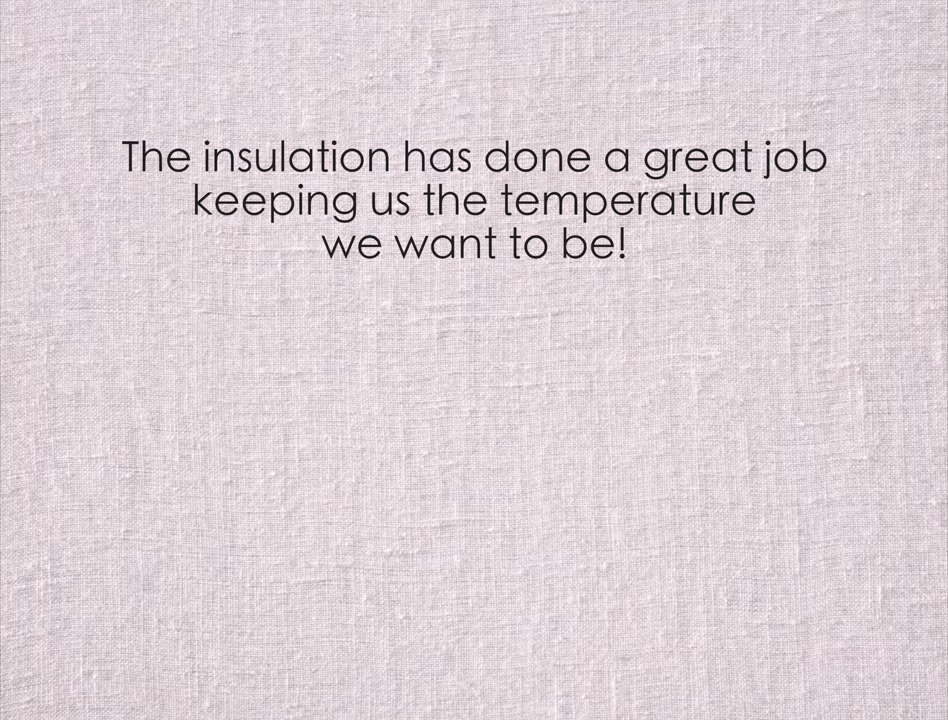 The insulation has done a great job
keeping us the temperature
we want to be!